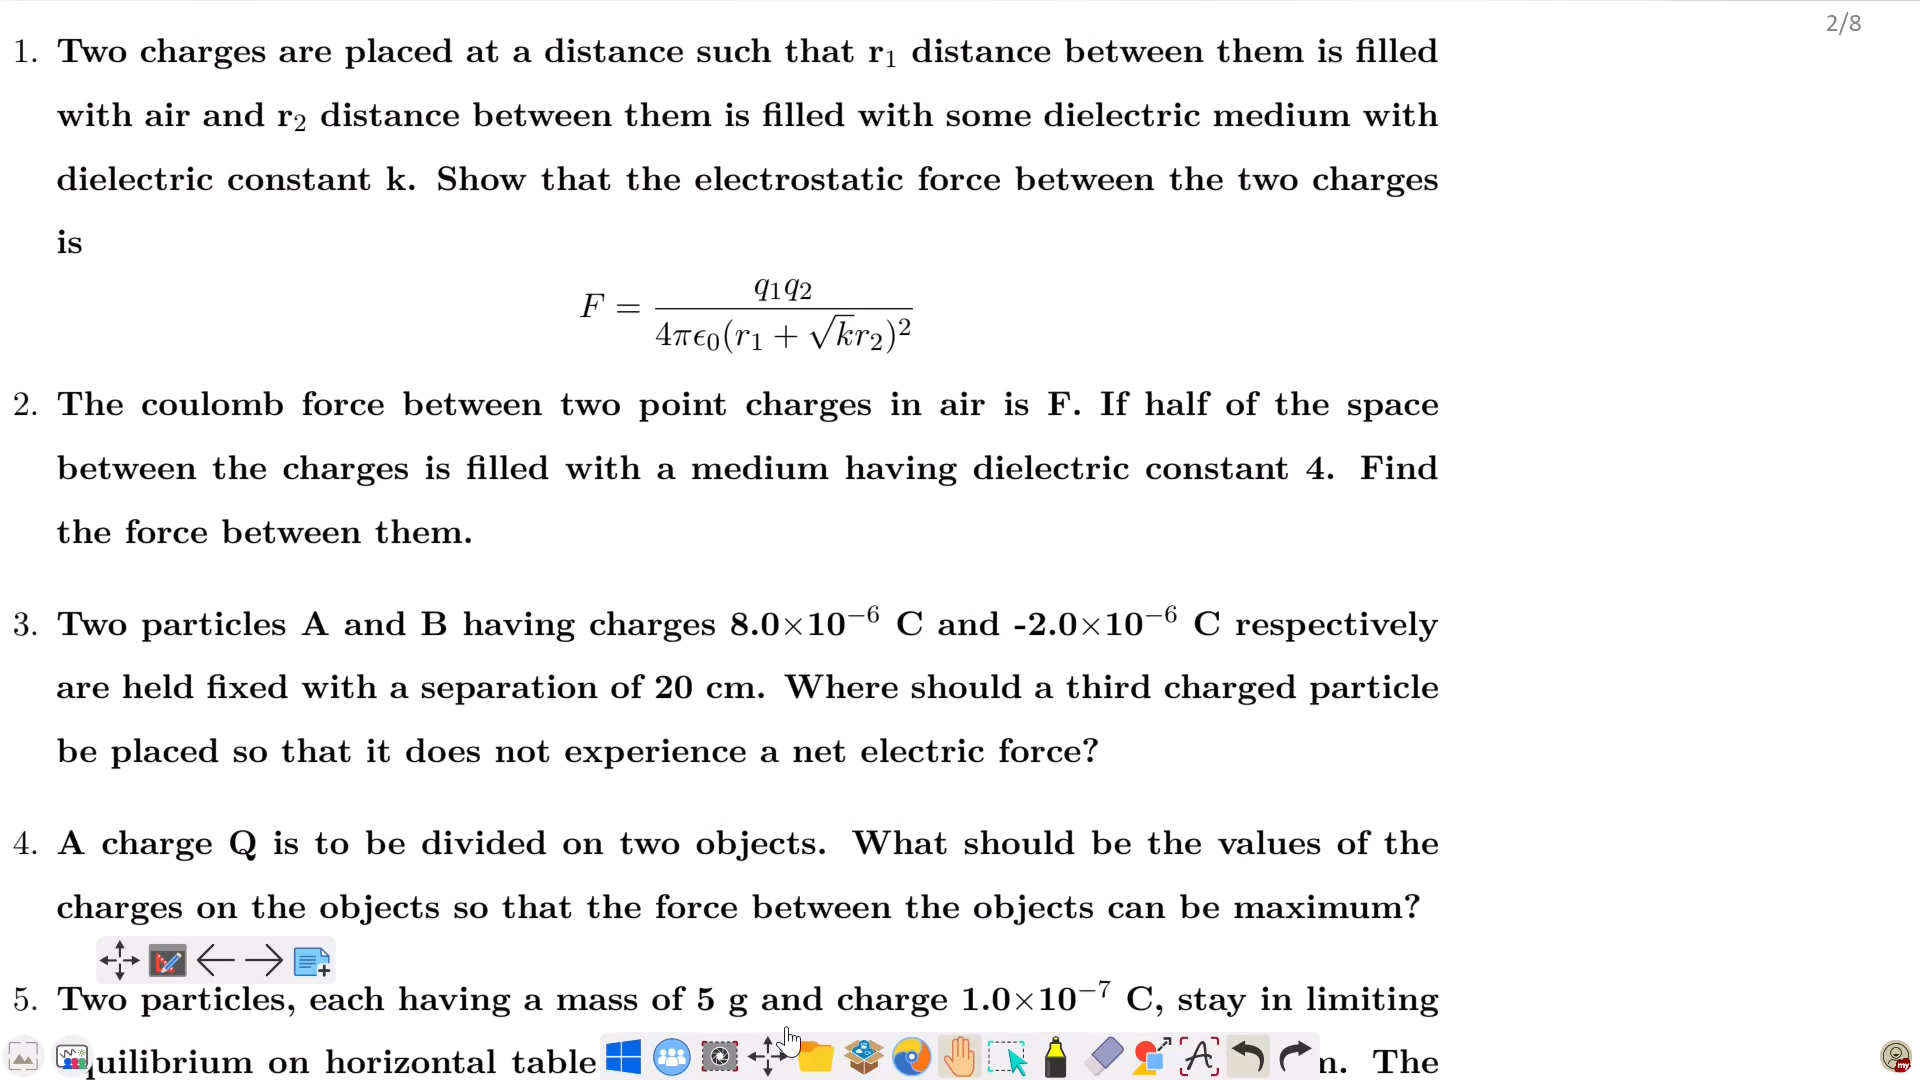 2/8
1. Two charges are placed at a distance such that r₁ distance between them is filled
with air and r₂ distance between them is filled with some dielectric medium with
dielectric constant k. Show that the electrostatic force between the two charges
is
F = q₁q₂ / 4πϵ₀(r₁ + √kr₂)²
2. The coulomb force between two point charges in air is F. If half of the space
between the charges is filled with a medium having dielectric constant 4. Find
the force between them.
3. Two particles A and B having charges 8.0×10⁻⁶ C and -2.0×10⁻⁶ C respectively
are held fixed with a separation of 20 cm. Where should a third charged particle
be placed so that it does not experience a net electric force?
4. A charge Q is to be divided on two objects. What should be the values of the
charges on the objects so that the force between the objects can be maximum?
5. Two particles, each having a mass of 5 g and charge 1.0×10⁻⁷ C, stay in limiting
quilibrium on horizontal table n. The